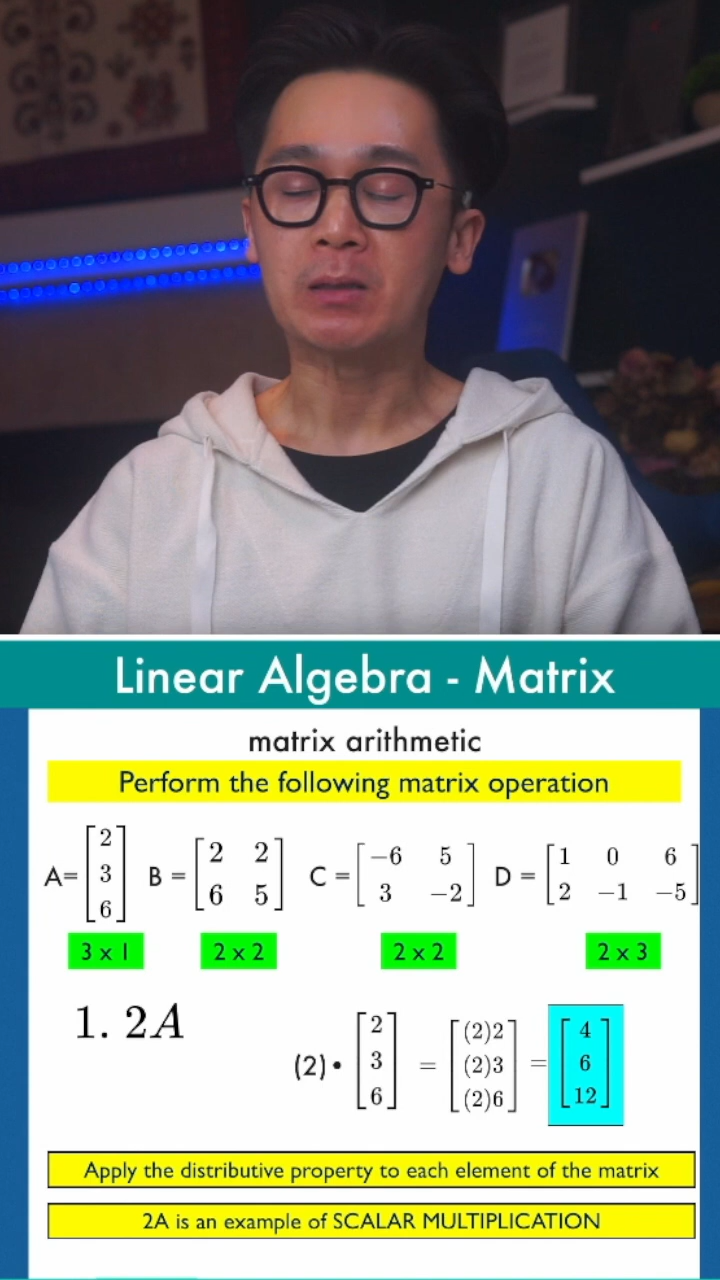 Linear Algebra - Matrix
matrix arithmetic
Perform the following matrix operation
A= [2 3 6] B = [2 2 6 5] C = [−6 5 3 −2] D = [1 0 6 2 −1 −5]
3 x 1 2 x 2 2 x 2 2 x 3
1. 2A
(2)• [2 3 6] = [(2)2 (2)3 (2)6] = [4 6 12]
Apply the distributive property to each element of the matrix
2A is an example of SCALAR MULTIPLICATION